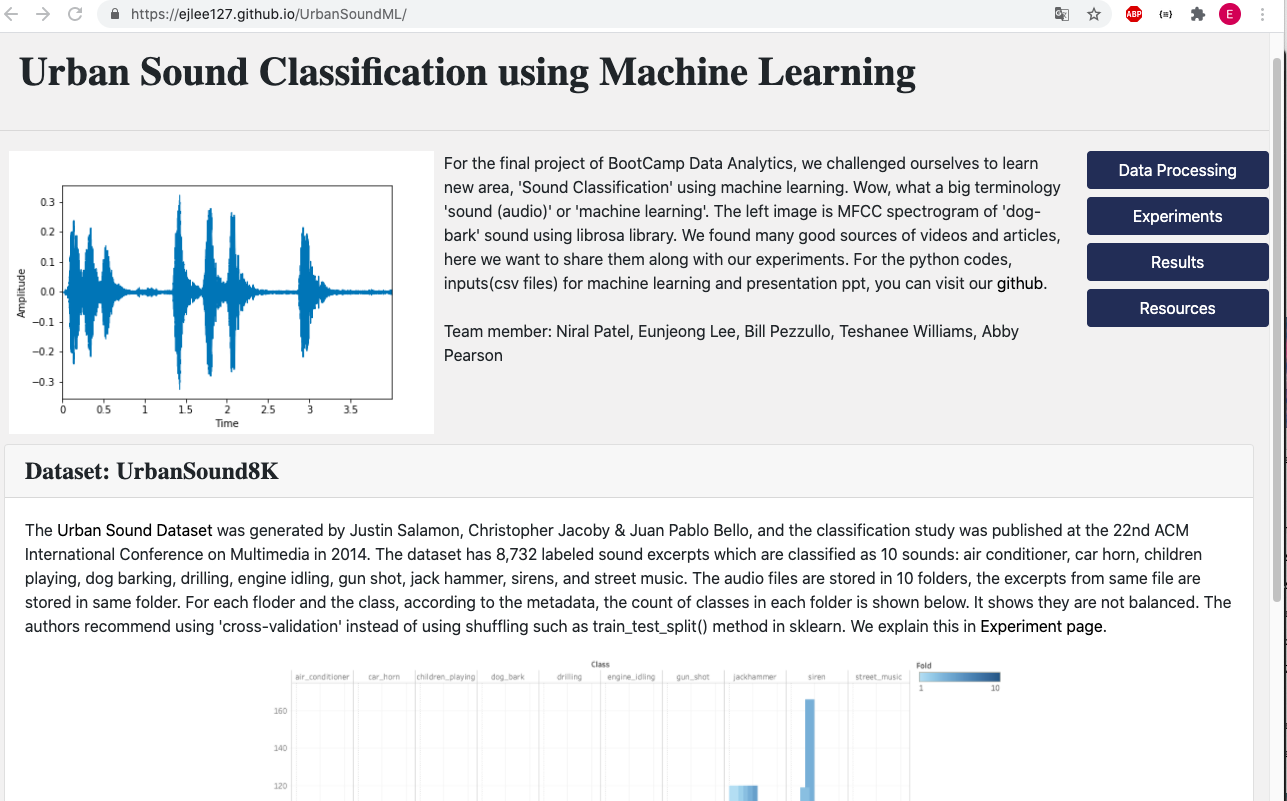 https://ejlee127.github.io/UrbanSoundML/
ABP
E
Urban Sound Classification using Machine Learning
For the final project of BootCamp Data Analytics, we challenged ourselves to learn
new area, 'Sound Classification' using machine learning. Wow, what a big terminology
'sound (audio)' or 'machine learning'. The left image is MFCC spectrogram of 'dog-
bark' sound using librosa library. We found many good sources of videos and articles,
here we want to share them along with our experiments. For the python codes,
inputs(csv files) for machine learning and presentation ppt, you can visit our github.
Team member: Niral Patel, Eunjeong Lee, Bill Pezzullo, Teshanee Williams, Abby
Pearson
Data Processing
Experiments
Results
Resources
Amplitude
0.3
0.2
0.1
0.0
−0.1
−0.2
−0.3
0 0.5 1 1.5 2 2.5 3 3.5
Time
Dataset: UrbanSound8K
The Urban Sound Dataset was generated by Justin Salamon, Christopher Jacoby & Juan Pablo Bello, and the classification study was published at the 22nd ACM
International Conference on Multimedia in 2014. The dataset has 8,732 labeled sound excerpts which are classified as 10 sounds: air conditioner, car horn, children
playing, dog barking, drilling, engine idling, gun shot, jack hammer, sirens, and street music. The audio files are stored in 10 folders, the excerpts from same file are
stored in same folder. For each floder and the class, according to the metadata, the count of classes in each folder is shown below. It shows they are not balanced. The
authors recommend using 'cross-validation' instead of using shuffling such as train_test_split() method in sklearn. We explain this in Experiment page.
Class
air_conditioner car_horn children_playing dog_bark drilling engine_idling gun_shot jackhammer siren street_music
Fold
1 10
160
140
120